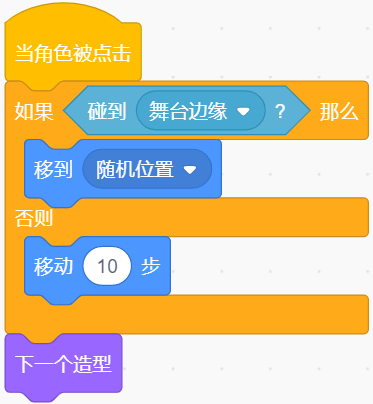 当角色被点击
如果 碰到 舞台边缘 ? 那么
移到 随机位置
否则
移动 10 步
下一个造型